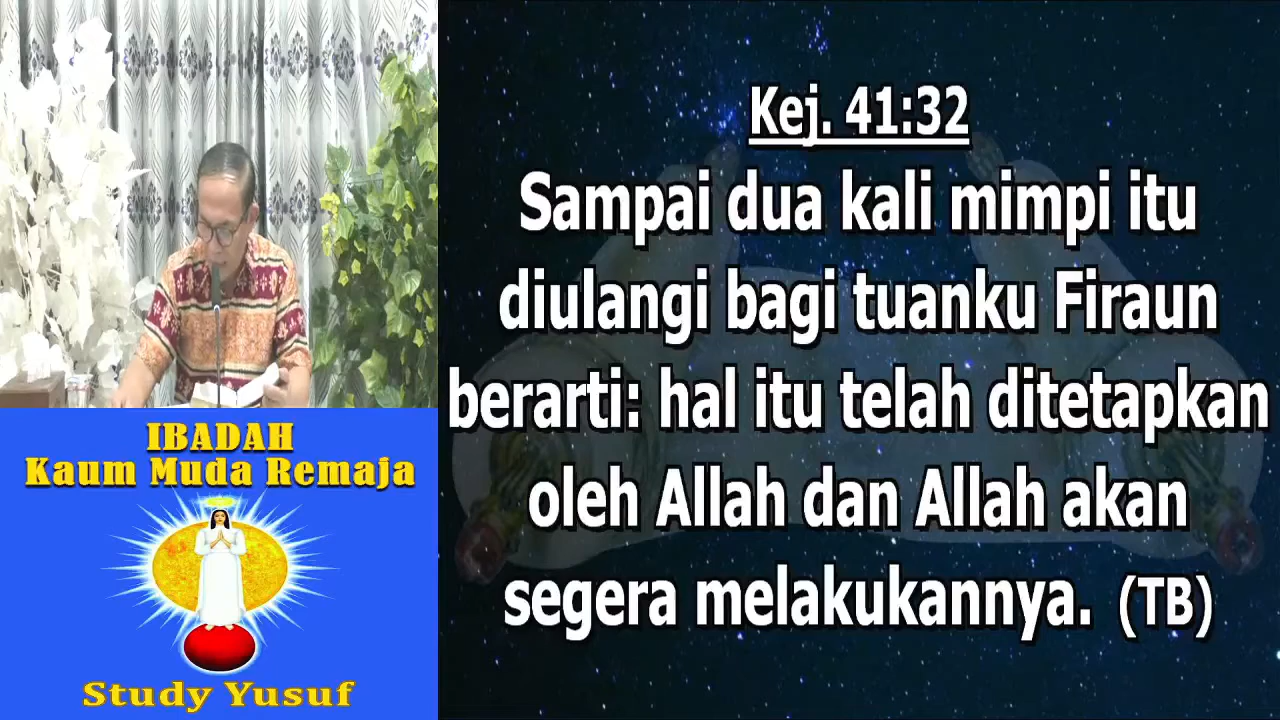 Kej. 41:32
Sampai dua kali mimpi itu
diulangi bagi tuanku Firaun
berarti: hal itu telah ditetapkan
oleh Allah dan Allah akan
segera melakukannya. (TB)
IBADAH
Kaum Muda Remaja
Study Yusuf